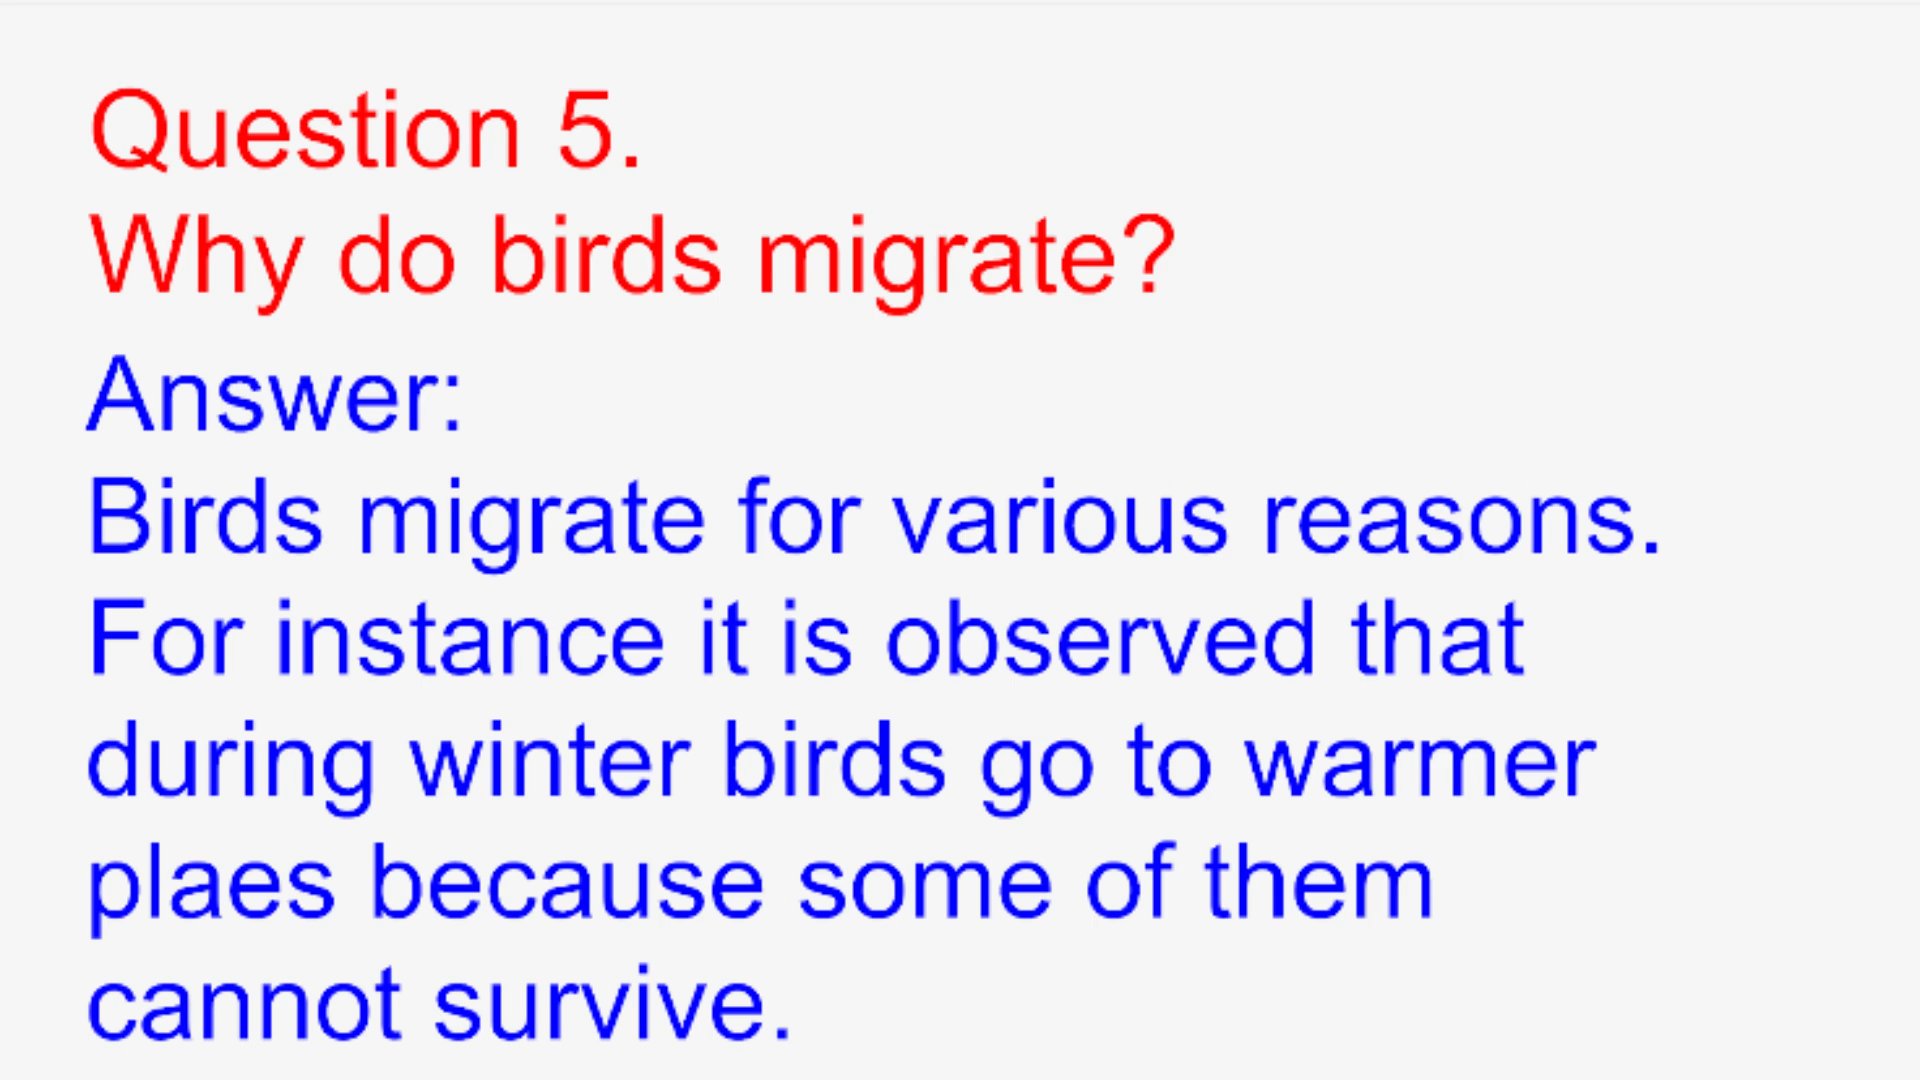 Question 5.
Why do birds migrate?
Answer:
Birds migrate for various reasons.
For instance it is observed that
during winter birds go to warmer
plaes because some of them
cannot survive.